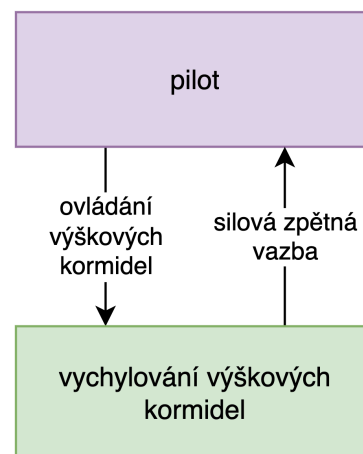 pilot
ovládání
výškových
kormidel
silová zpětná
vazba
vychylování výškových
kormidel